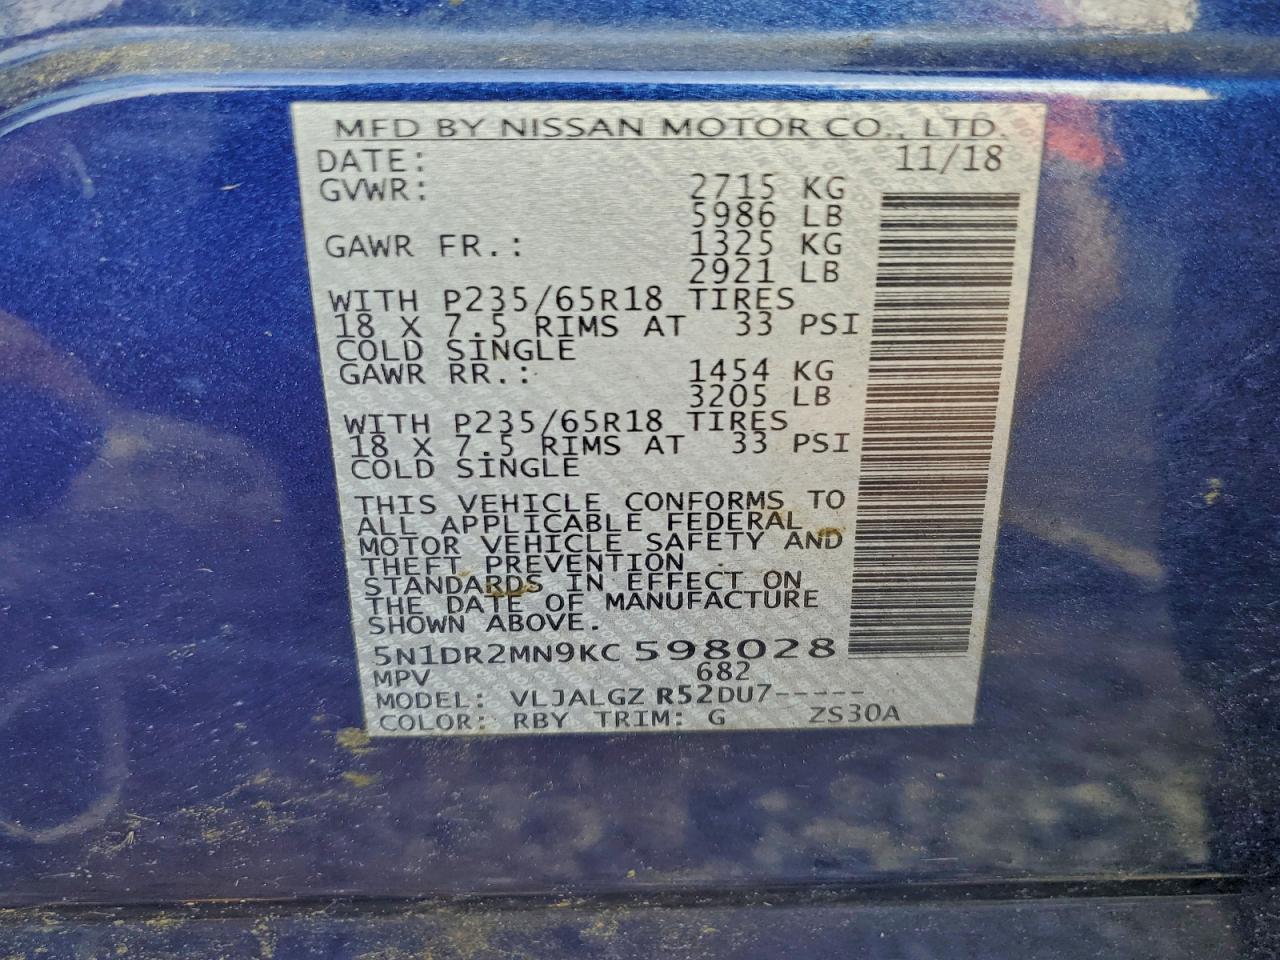 MFD BY NISSAN MOTOR CO., LTD.
DATE: 11/18
GVWR: 2715 KG
5986 LB
GAWR FR.: 1325 KG
2921 LB
WITH P235/65R18 TIRES
18 X 7.5 RIMS AT 33 PSI
COLD SINGLE
GAWR RR.: 1454 KG
3205 LB
WITH P235/65R18 TIRES
18 X 7.5 RIMS AT 33 PSI
COLD SINGLE
THIS VEHICLE CONFORMS TO
ALL APPLICABLE FEDERAL
MOTOR VEHICLE SAFETY AND
THEFT PREVENTION
STANDARDS IN EFFECT ON
THE DATE OF MANUFACTURE
SHOWN ABOVE.
5N1DR2MN9KC 598028
MPV 682
MODEL: VLJALGZ R52DU7-----
COLOR: RBY TRIM: G ZS30A